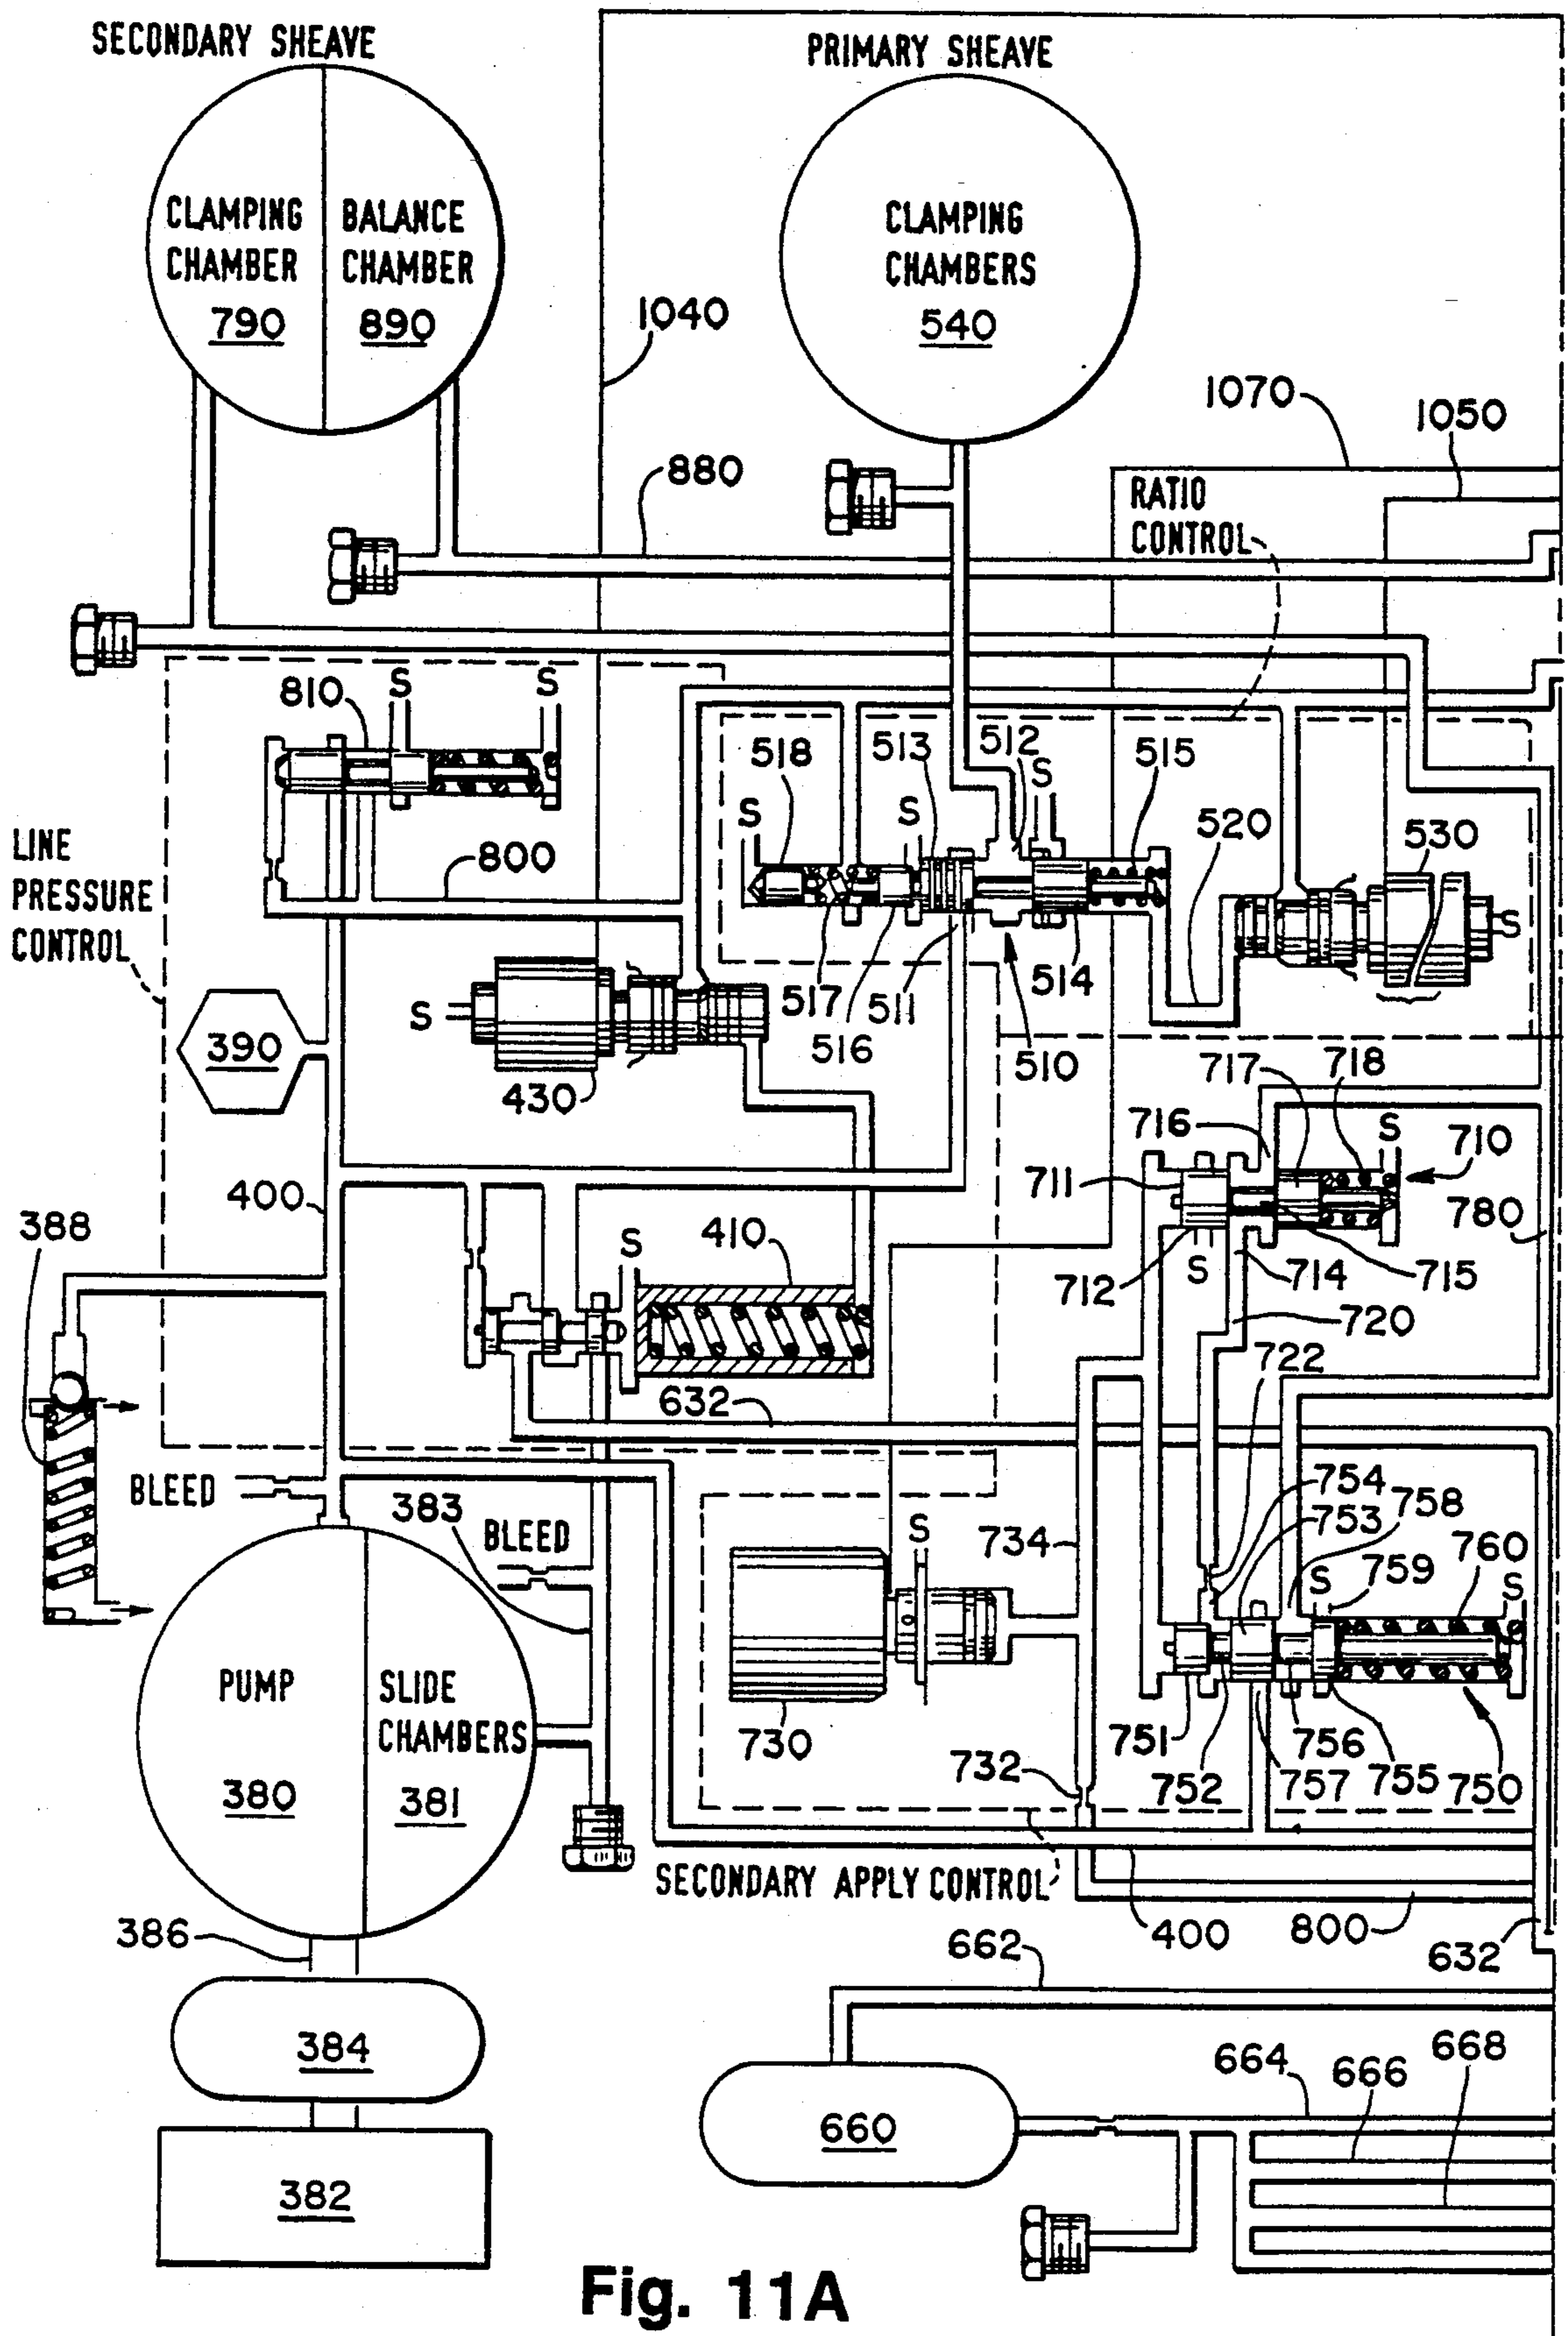 SECONDARY SHEAVE
PRIMARY SHEAVE
CLAMPING
CHAMBER
790
BALANCE
CHAMBER
890
CLAMPING
CHAMBERS
540
1040
1070
1050
880
RATIO
CONTROL
810
S
S
518
513
512
S
515
S
S
520
530
S
LINE
PRESSURE
CONTROL
800
517
516
511
510
514
S
430
390
717
718
716
S
710
711
400
780
388
S
410
712
S
714
715
720
722
632
BLEED
383
BLEED
754
753
758
S
734
S
759
760
S
PUMP
380
SLIDE
CHAMBERS
381
730
751
752
756
757
755
750
732
SECONDARY APPLY CONTROL
400
800
632
386
662
384
664
666
668
660
382
Fig. 11A